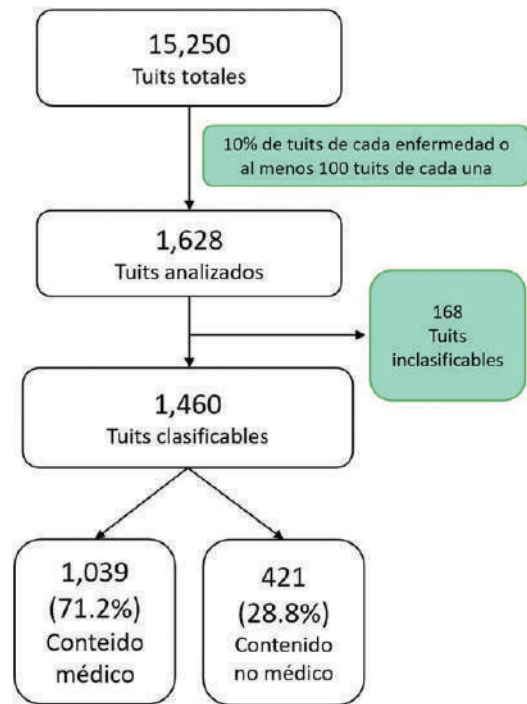 15,250
Tuits totales
10% de tuits de cada enfermedad o
al menos 100 tuits de cada una
1,628
Tuits analizados
168
Tuits
inclasificables
1,460
Tuits clasificables
1,039
(71.2%)
Conteido
médico
421
(28.8%)
Contenido
no médico